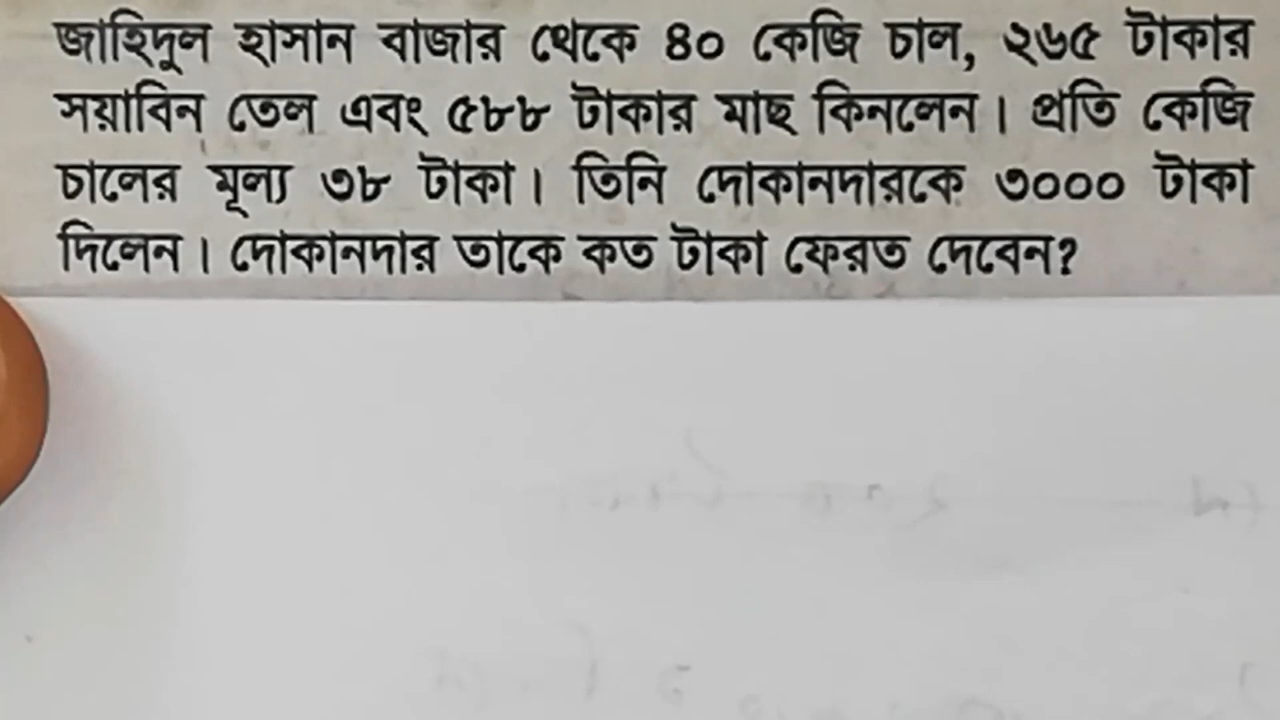 জাহিদুল হাসান বাজার থেকে ৪০ কেজি চাল, ২৬৫ টাকার
সয়াবিন তেল এবং ৫৮৮ টাকার মাছ কিনলেন। প্রতি কেজি
চালের মূল্য ৩৮ টাকা। তিনি দোকানদারকে ৩০০০ টাকা
দিলেন। দোকানদার তাকে কত টাকা ফেরত দেবেন?